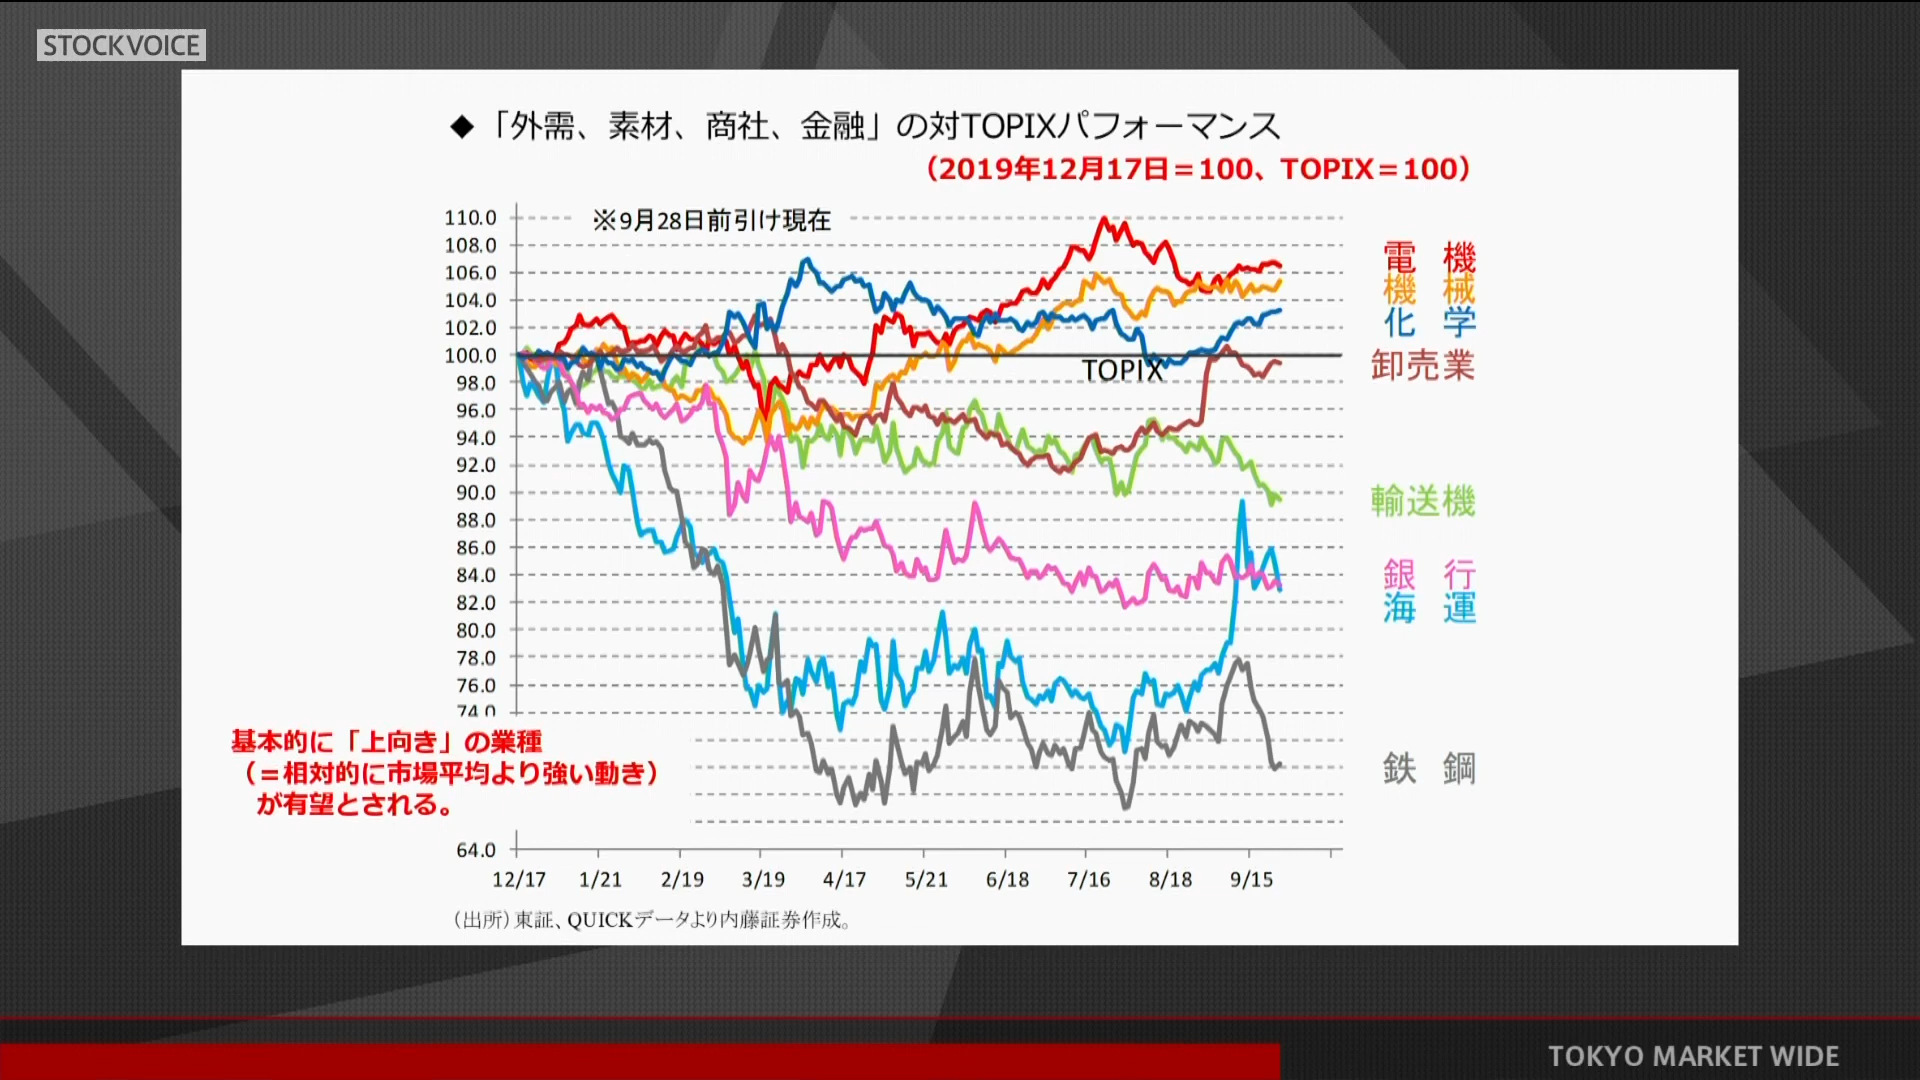 STOCKVOICE
◆「外需、素材、商社、金融」の対TOPIXパフォーマンス
（2019年12月17日＝100、TOPIX＝100）
※9月28日前引け現在
110.0
108.0
106.0
104.0
102.0
100.0
98.0
96.0
94.0
92.0
90.0
88.0
86.0
84.0
82.0
80.0
78.0
76.0
74.0
64.0
TOPIX
電 機
機 械
化 学
卸売業
輸送機
銀 行
海 運
鉄 鋼
基本的に「上向き」の業種
（＝相対的に市場平均より強い動き）
が有望とされる。
12/17 1/21 2/19 3/19 4/17 5/21 6/18 7/16 8/18 9/15
（出所）東証、QUICKデータより内藤証券作成。
TOKYO MARKET WIDE